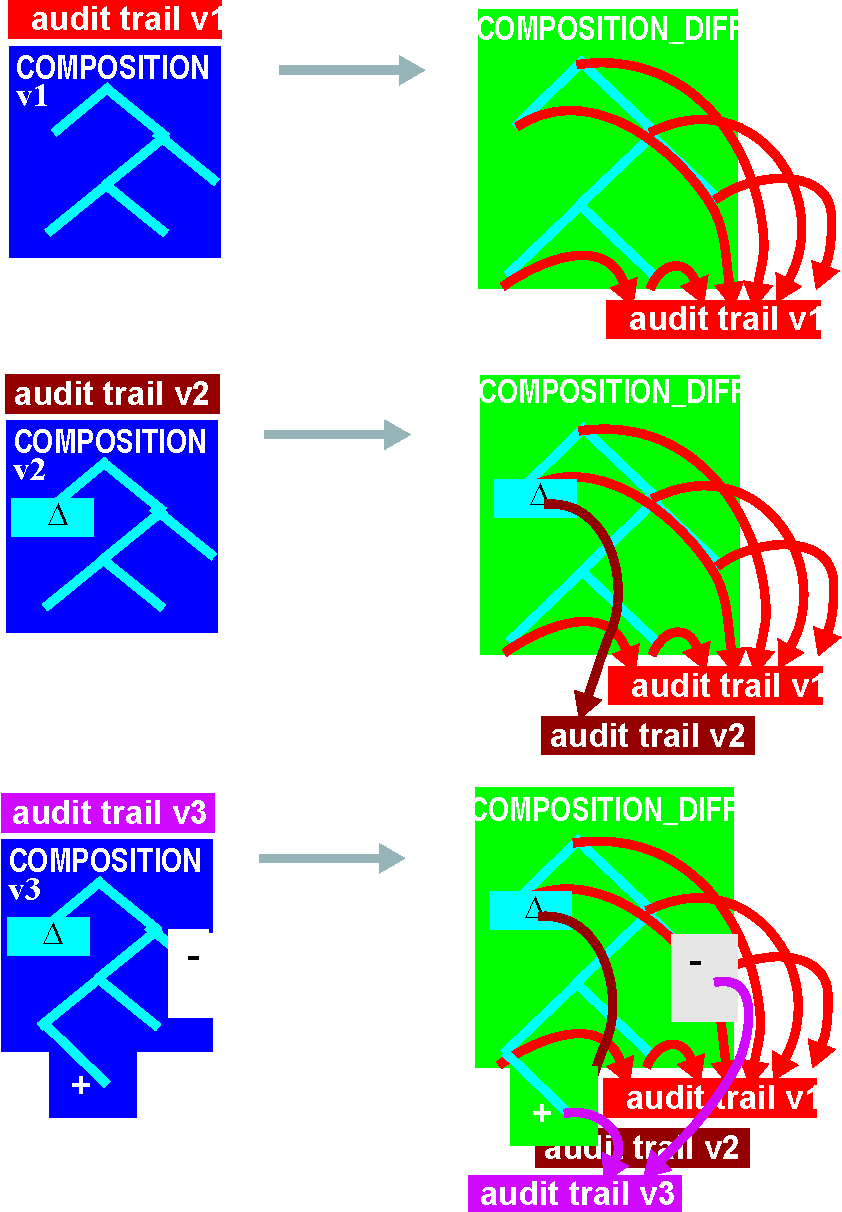 audit trail v1
COMPOSITION
v1
COMPOSITION_DIFF
audit trail v1
audit trail v2
COMPOSITION
v2
Δ
COMPOSITION_DIFF
Δ
audit trail v1
audit trail v2
audit trail v3
COMPOSITION
v3
Δ
-
+
COMPOSITION_DIFF
Δ
-
+
audit trail v1
audit trail v2
audit trail v3